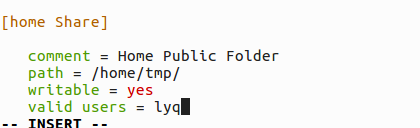 [home Share]
comment = Home Public Folder
path = /home/tmp/
writable = yes
valid users = lyq
-- INSERT --